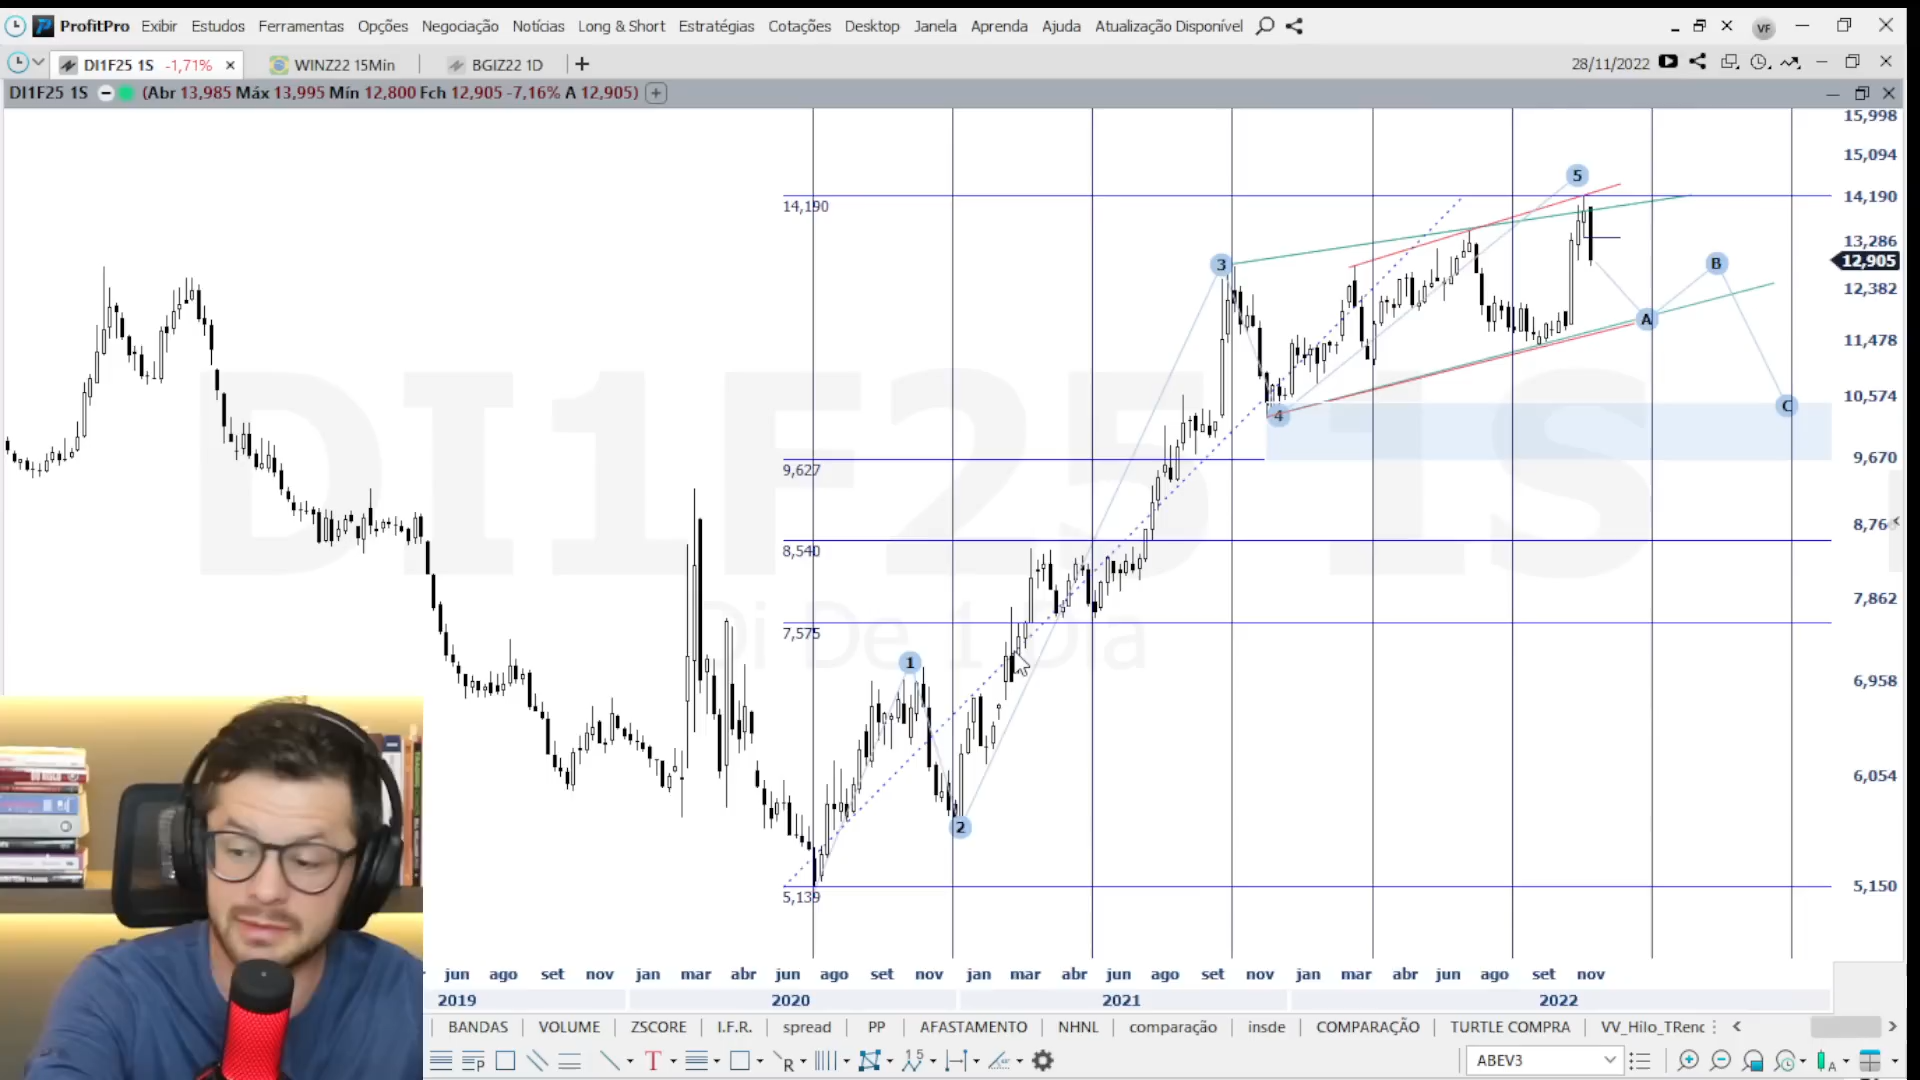 ProfitPro Exibir Estudos Ferramentas Opções Negociação Notícias Long & Short Estratégias Cotações Desktop Janela Aprenda Ajuda Atualização Disponível VF
DI1F25 1S -1,71% WINZ22 15Min BGIZ22 1D 28/11/2022
DI1F25 1S (Abr 13,985 Máx 13,995 Mín 12,800 Fch 12,905 -7,16% A 12,905)
15,998
15,094
5
14,190
14,190
13,286
3
B
12,905
12,382
A
11,478
10,574
C
4
9,627
9,670
DI1F25 1S
8,76
8,540
7,862
7,575
Di De 1 Dia
1
6,958
6,054
2
5,150
5,139
jun ago set nov jan mar abr jun ago set nov jan mar abr jun ago set nov jan mar abr jun ago set nov
2019 2020 2021 2022
BANDAS VOLUME ZSCORE I.F.R. spread PP AFASTAMENTO NHNL comparação insde COMPARAÇÃO TURTLE COMPRA VV_Hilo_TRenc
ABEV3